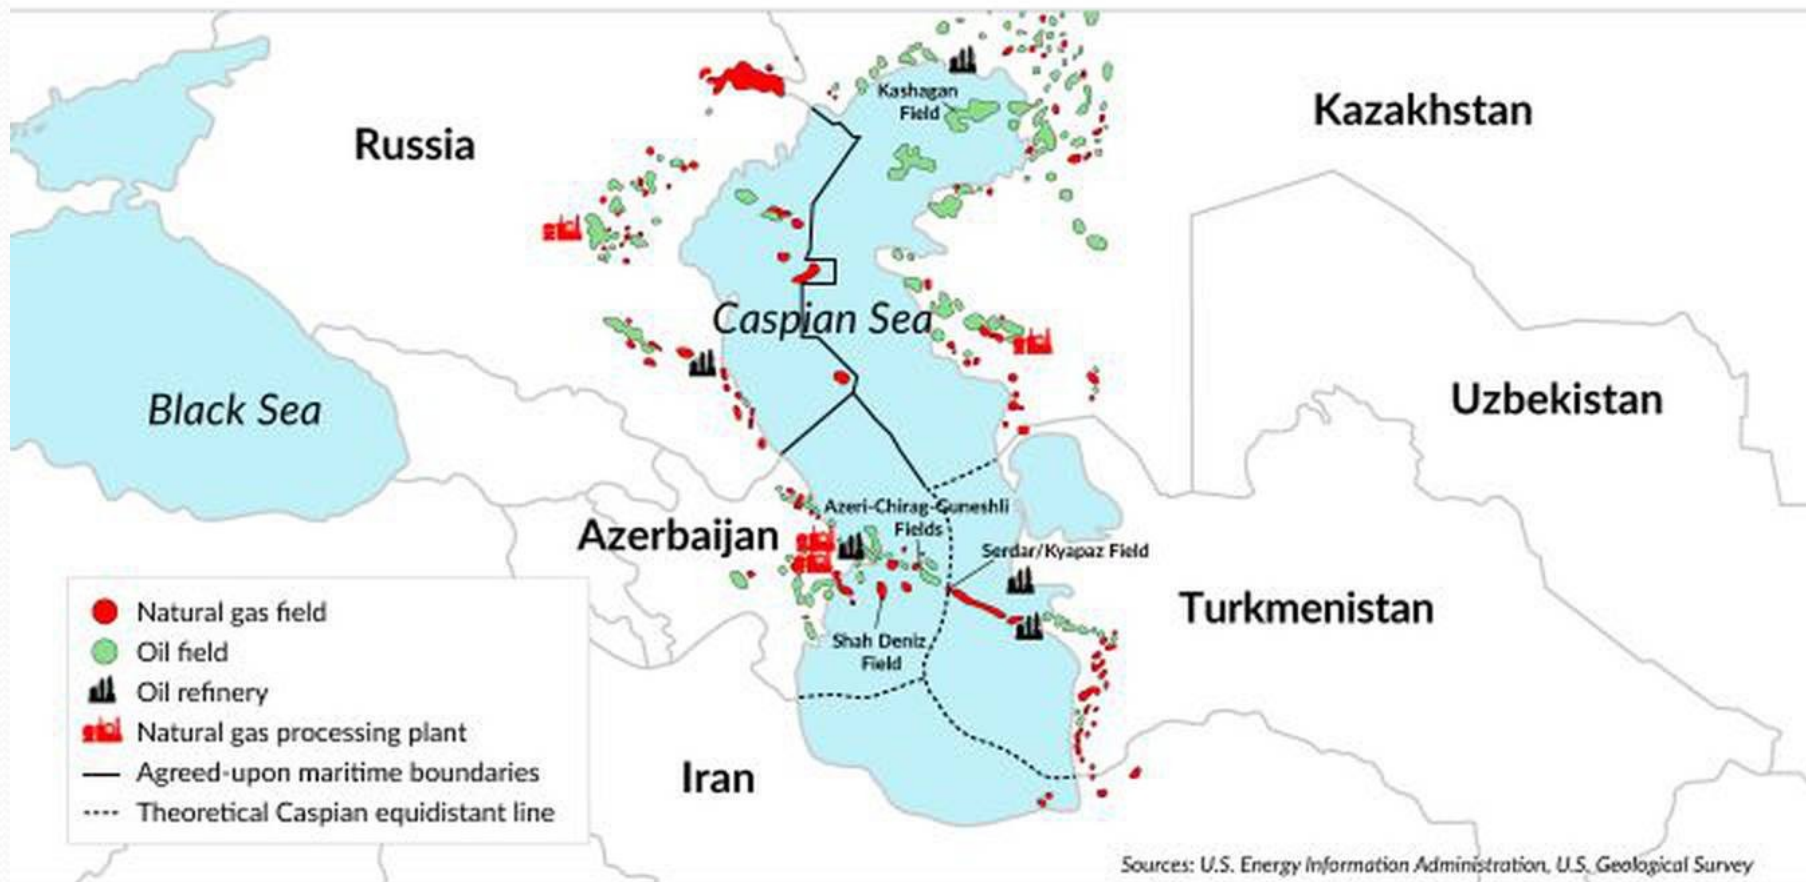 Kashagan
Field
Kazakhstan
Russia
Caspian Sea
Black Sea
Uzbekistan
Azeri-Chirag-Guneshli
Fields
Azerbaijan
Serdar/Kyapaz Field
Turkmenistan
Shah Deniz
Field
Iran
Natural gas field
Oil field
Oil refinery
Natural gas processing plant
Agreed-upon maritime boundaries
Theoretical Caspian equidistant line
Sources: U.S. Energy Information Administration, U.S. Geological Survey